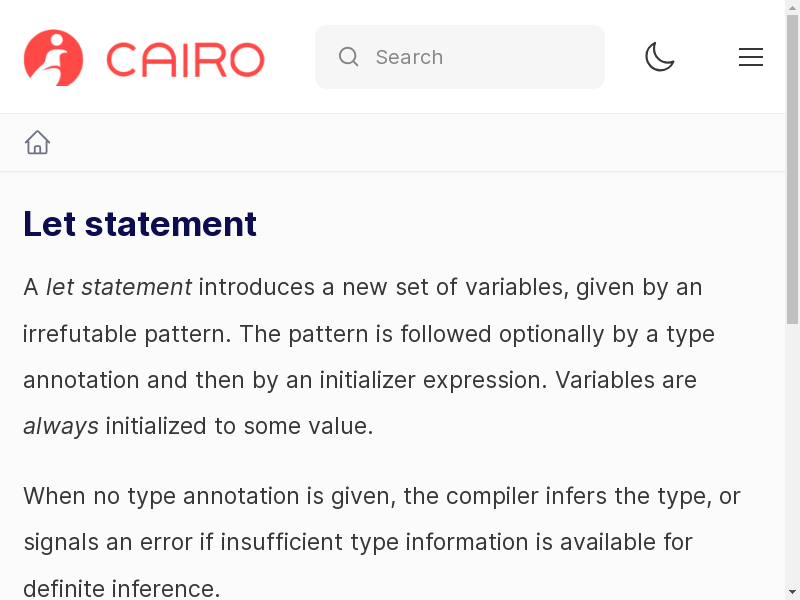 CAIRO
Search
Let statement
A let statement introduces a new set of variables, given by an
irrefutable pattern. The pattern is followed optionally by a type
annotation and then by an initializer expression. Variables are
always initialized to some value.
When no type annotation is given, the compiler infers the type, or
signals an error if insufficient type information is available for
definite inference.